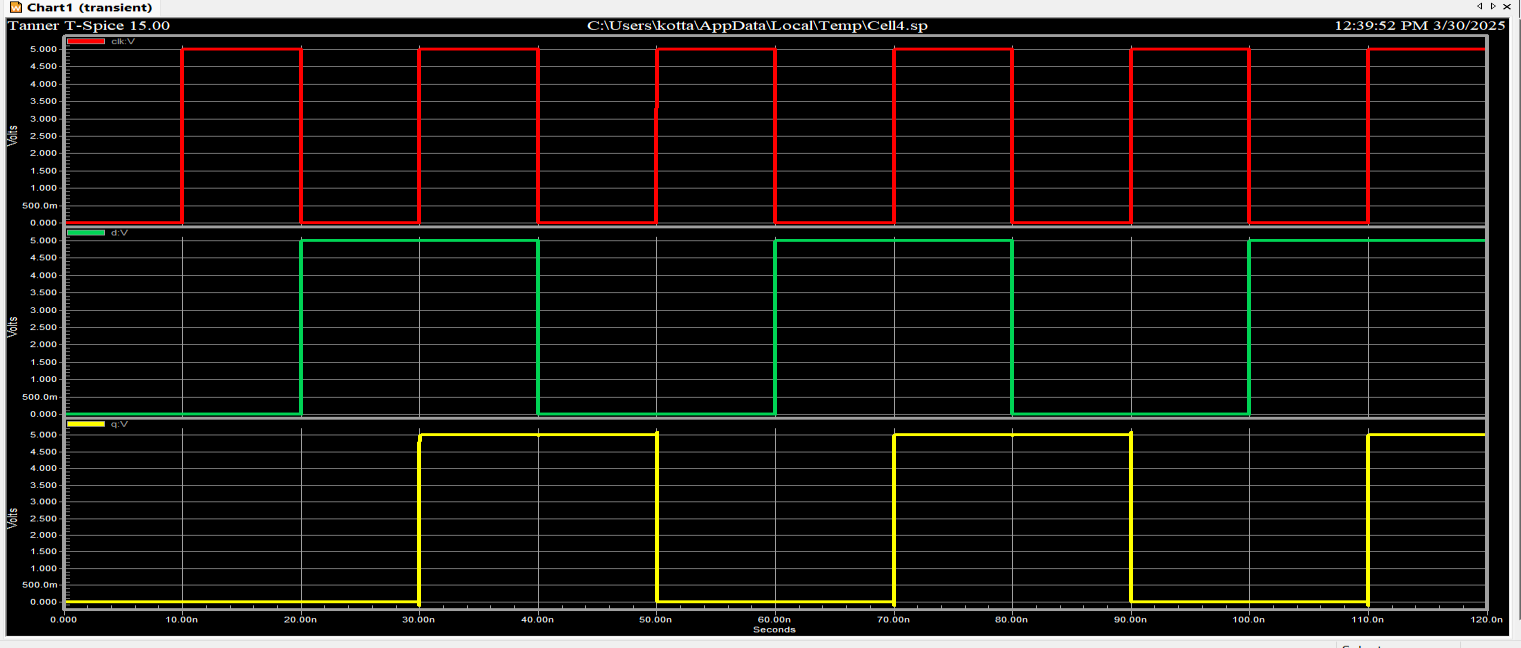 Chart1 (transient)
Tanner T-Spice 15.00 C:\Users\kotta\AppData\Local\Temp\Cell4.sp 12:39:52 PM 3/30/2025
clk:V
5.000
4.500
4.000
3.500
3.000
2.500
2.000
1.500
1.000
500.0m
0.000
Volts
d:V
5.000
4.500
4.000
3.500
3.000
2.500
2.000
1.500
1.000
500.0m
0.000
Volts
q:V
5.000
4.500
4.000
3.500
3.000
2.500
2.000
1.500
1.000
500.0m
0.000
Volts
0.000 10.00n 20.00n 30.00n 40.00n 50.00n 60.00n 70.00n 80.00n 90.00n 100.0n 110.0n 120.0n
Seconds